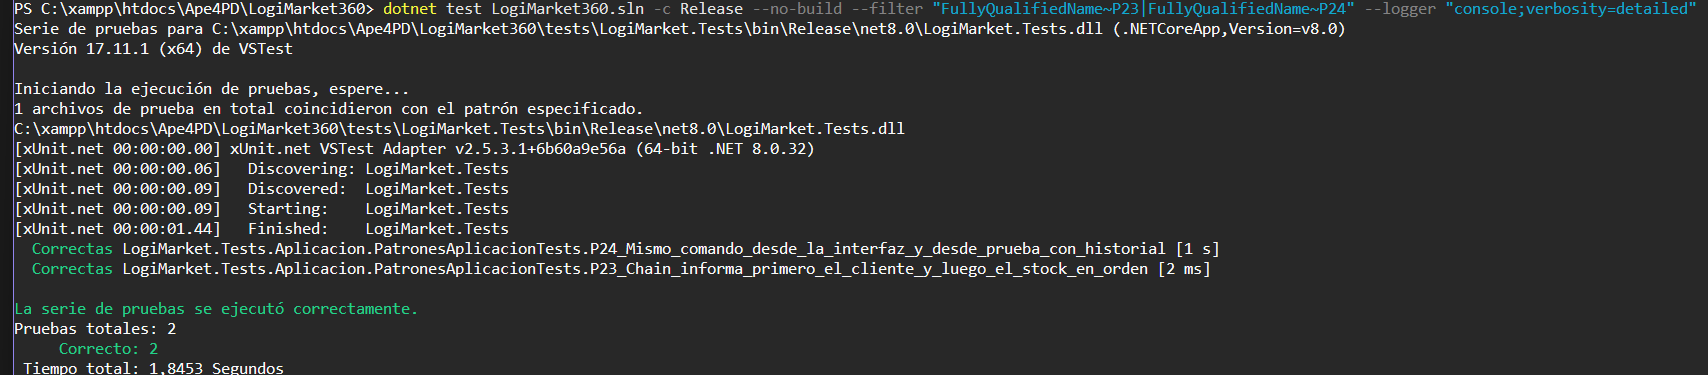 PS C:\xampp\htdocs\Ape4PD\LogiMarket360> dotnet test LogiMarket360.sln -c Release --no-build --filter "FullyQualifiedName~P23|FullyQualifiedName~P24" --logger "console;verbosity=detailed"
Serie de pruebas para C:\xampp\htdocs\Ape4PD\LogiMarket360\tests\LogiMarket.Tests\bin\Release\net8.0\LogiMarket.Tests.dll (.NETCoreApp,Version=v8.0)
Versión 17.11.1 (x64) de VSTest
Iniciando la ejecución de pruebas, espere...
1 archivos de prueba en total coincidieron con el patrón especificado.
C:\xampp\htdocs\Ape4PD\LogiMarket360\tests\LogiMarket.Tests\bin\Release\net8.0\LogiMarket.Tests.dll
[xUnit.net 00:00:00.00] xUnit.net VSTest Adapter v2.5.3.1+6b60a9e56a (64-bit .NET 8.0.32)
[xUnit.net 00:00:00.06]   Discovering: LogiMarket.Tests
[xUnit.net 00:00:00.09]   Discovered:  LogiMarket.Tests
[xUnit.net 00:00:00.09]   Starting:    LogiMarket.Tests
[xUnit.net 00:00:01.44]   Finished:    LogiMarket.Tests
  Correctas LogiMarket.Tests.Aplicacion.PatronesAplicacionTests.P24_Mismo_comando_desde_la_interfaz_y_desde_prueba_con_historial [1 s]
  Correctas LogiMarket.Tests.Aplicacion.PatronesAplicacionTests.P23_Chain_informa_primero_el_cliente_y_luego_el_stock_en_orden [2 ms]
La serie de pruebas se ejecutó correctamente.
Pruebas totales: 2
     Correcto: 2
 Tiempo total: 1,8453 Segundos